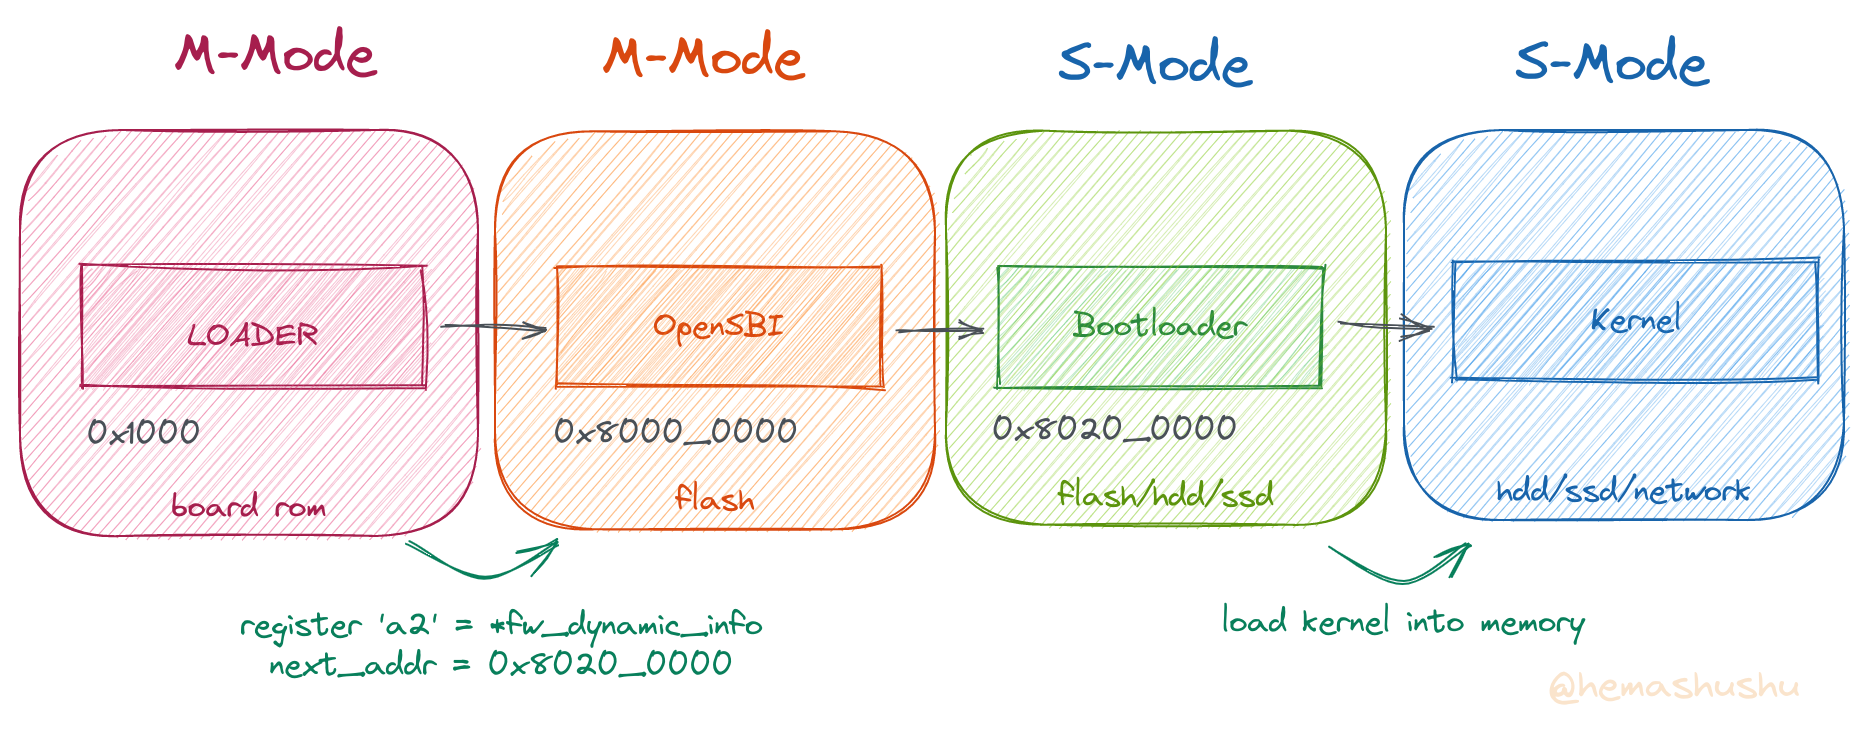 M-Mode
M-Mode
S-Mode
S-Mode
LOADER
OpenSBI
Bootloader
Kernel
0x1000
0x8000_0000
0x8020_0000
board rom
flash
flash/hdd/ssd
hdd/ssd/network
register 'a2' = *fw_dynamic_info
next_addr = 0x8020_0000
load kernel into memory
@hemashushu